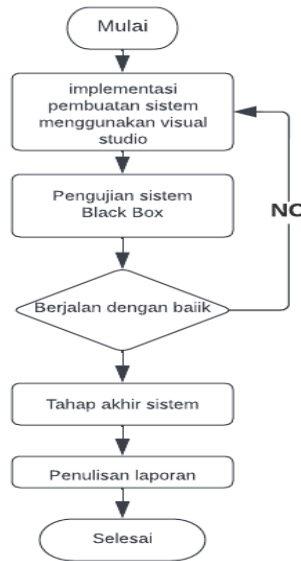 Mulai
implementasi
pembuatan sistem
menggunakan visual
studio
Pengujian sistem
Black Box
NO
Berjalan dengan baiik
Tahap akhir sistem
Penulisan laporan
Selesai